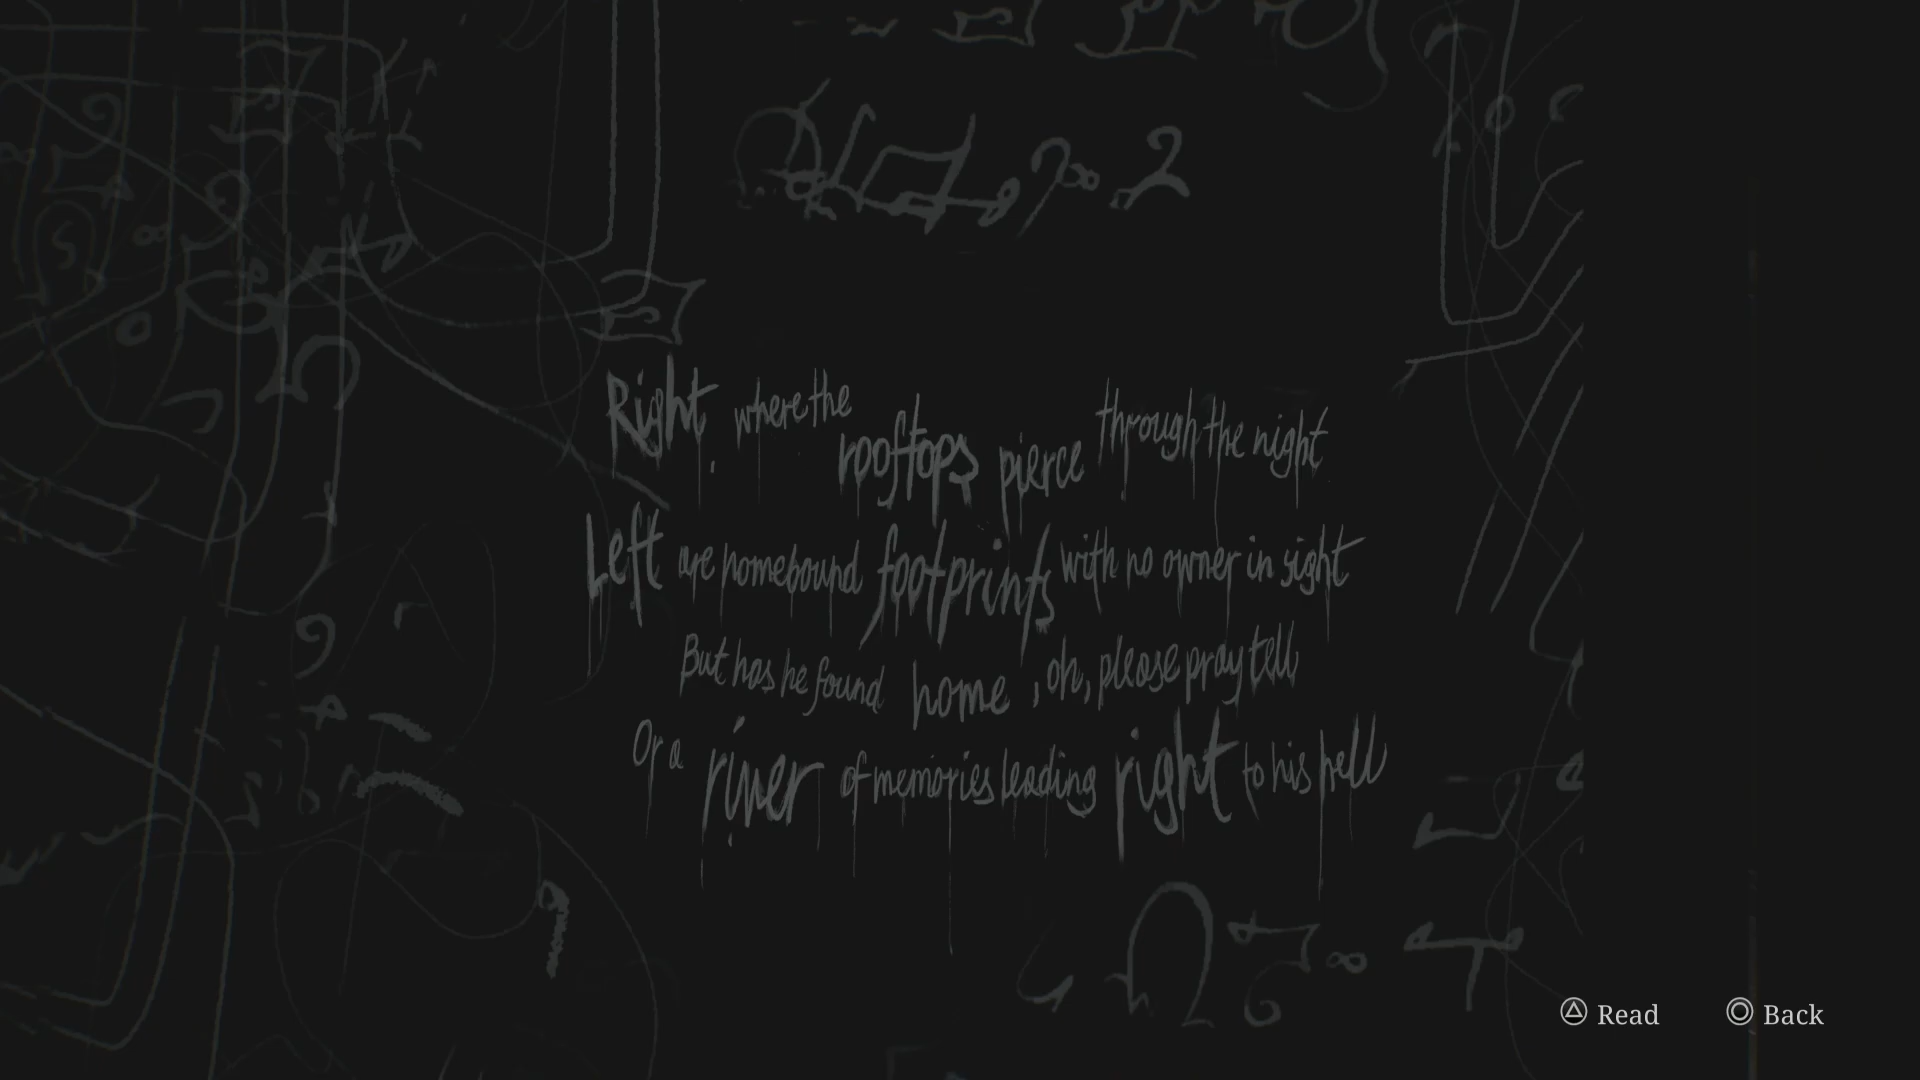 Right where the rooftops pierce through the night
Left are homebound footprints with no owner in sight
But has he found home, oh, please pray tell
Or a river of memories leading right to his hell
Read
Back